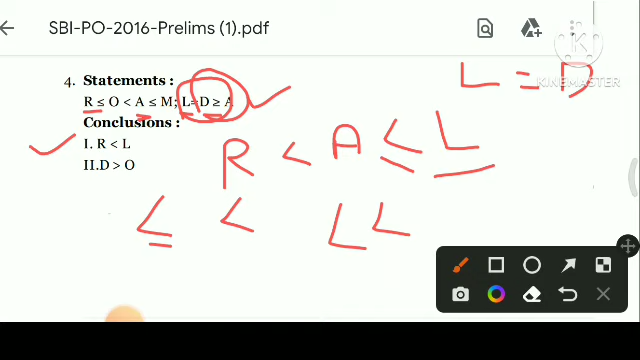 SBI-PO-2016-Prelims (1).pdf
KINEMASTER
L = D
4. Statements :
R ≤ O < A ≤ M; L=D ≥ A
Conclusions :
I. R < L
II.D > O
R < A ≤ L
≤ < L <